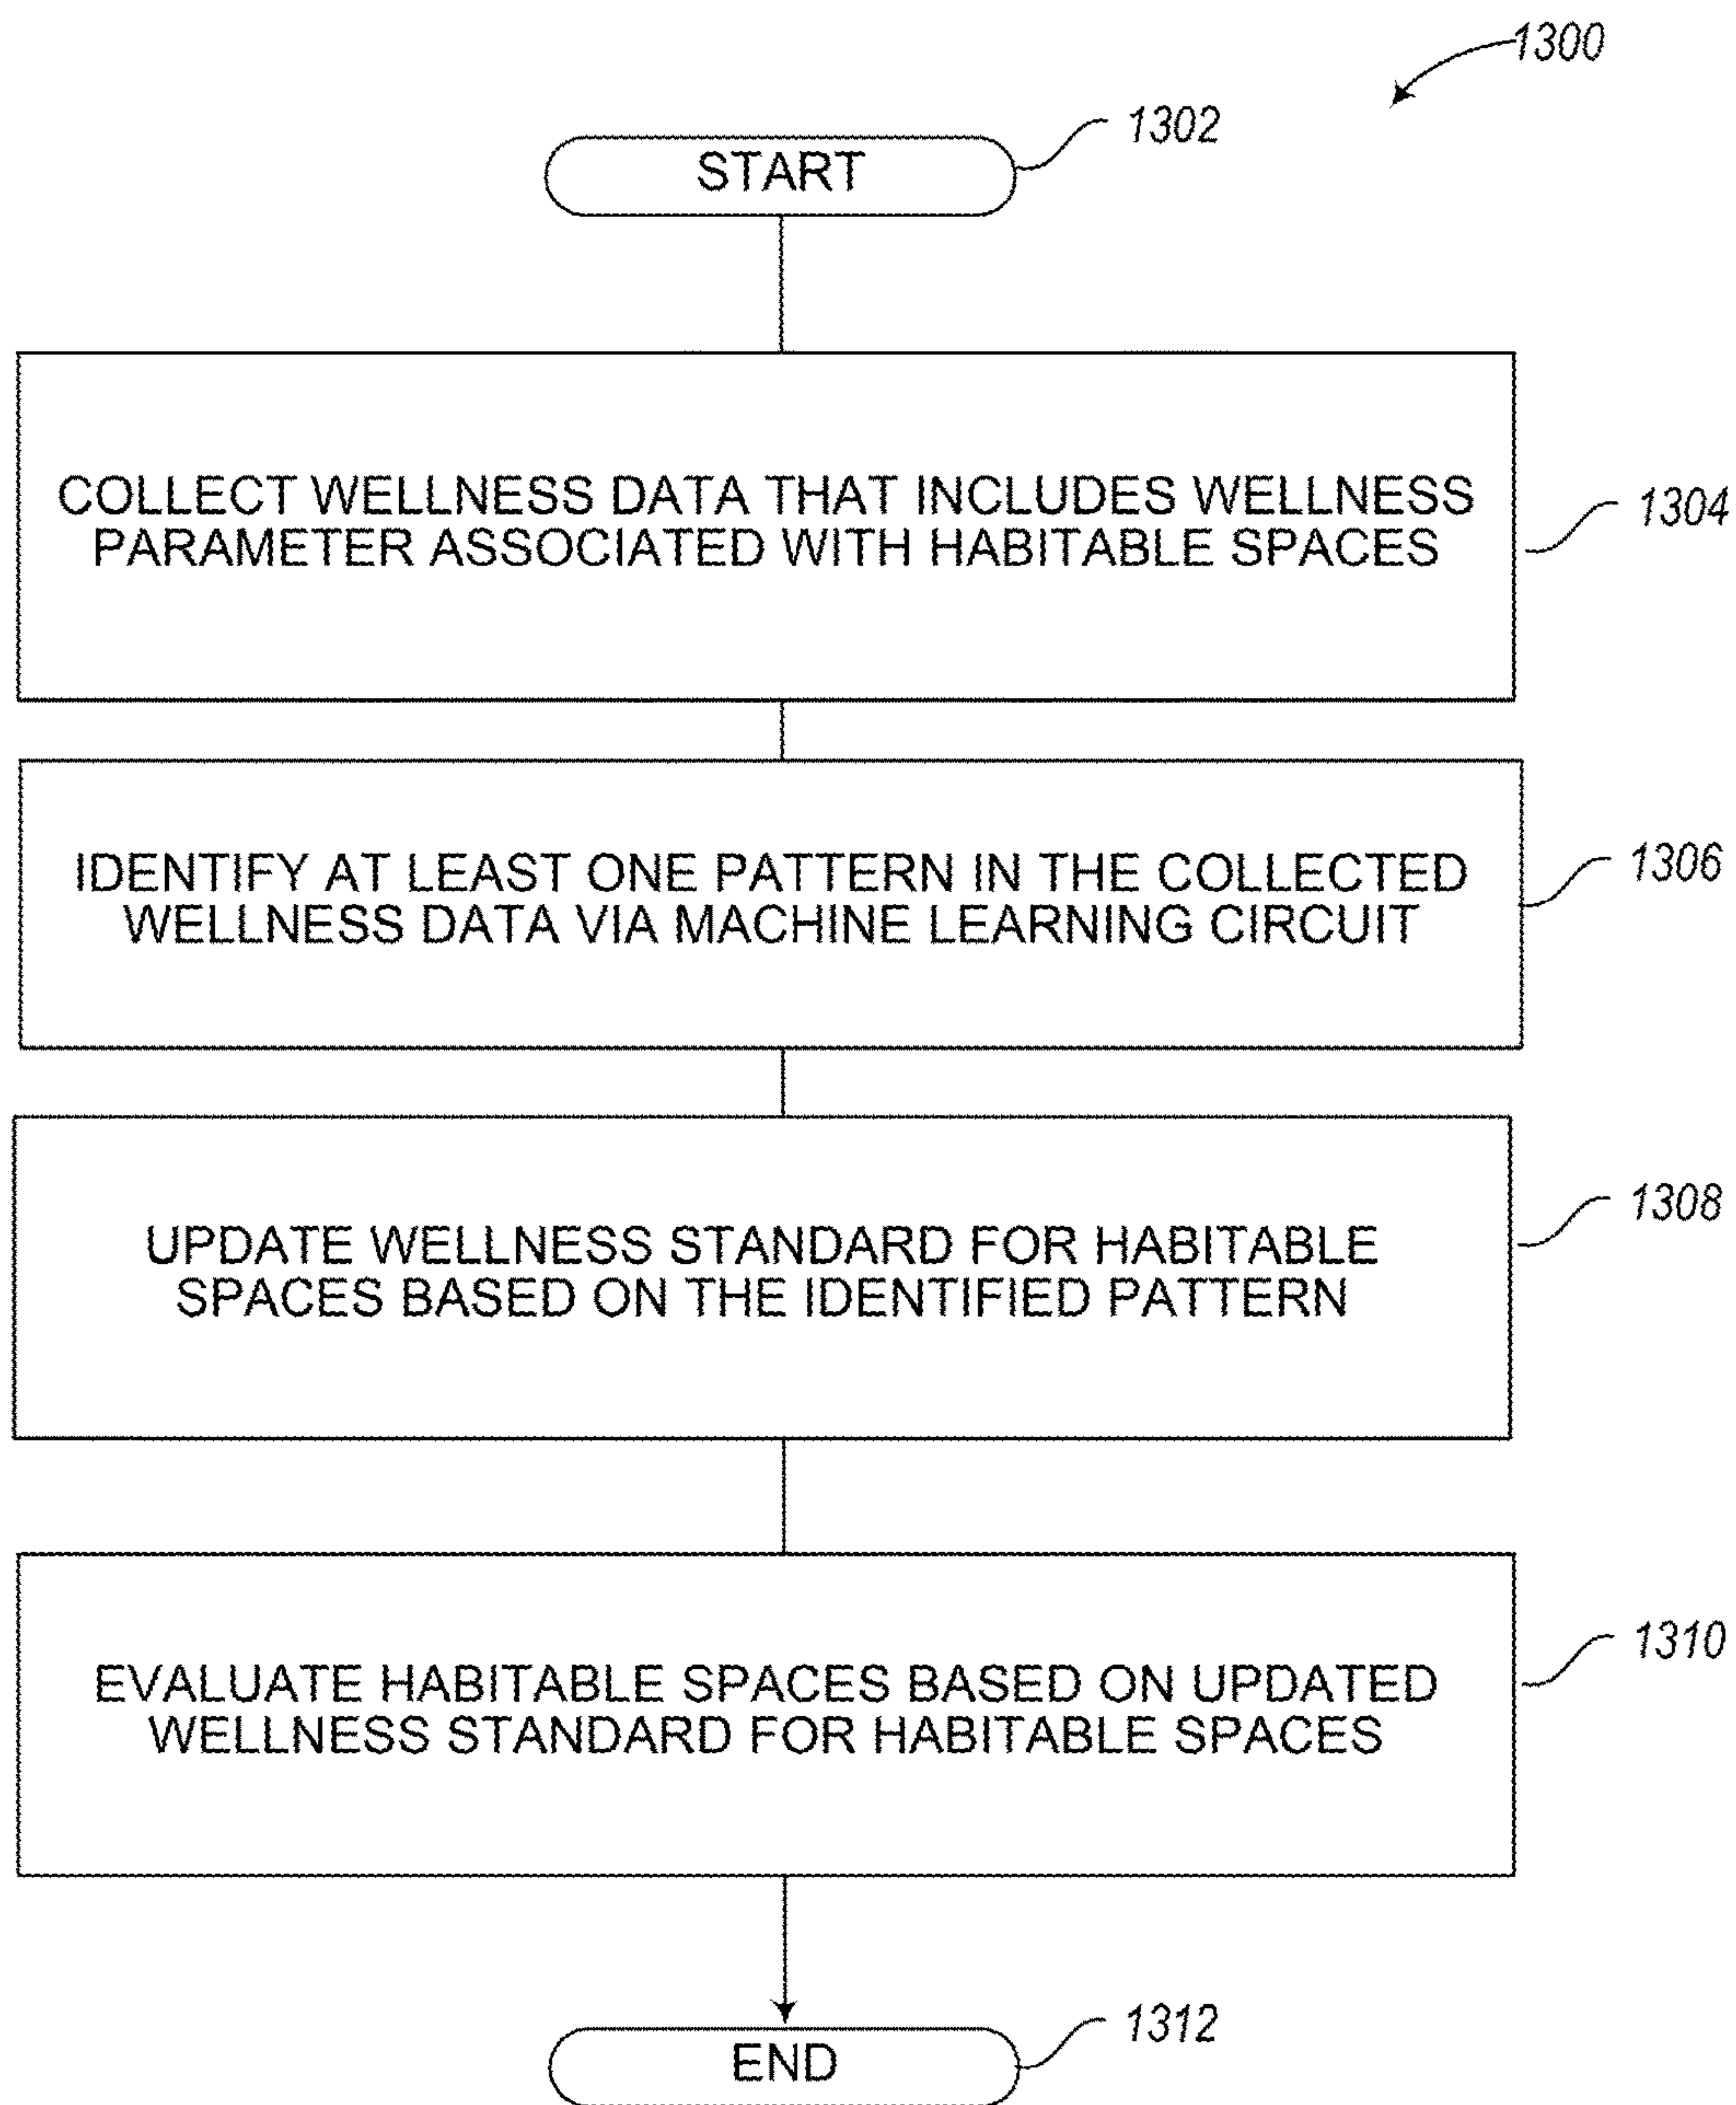 1300
1302
START
COLLECT WELLNESS DATA THAT INCLUDES WELLNESS
PARAMETER ASSOCIATED WITH HABITABLE SPACES
1304
IDENTIFY AT LEAST ONE PATTERN IN THE COLLECTED
WELLNESS DATA VIA MACHINE LEARNING CIRCUIT
1306
UPDATE WELLNESS STANDARD FOR HABITABLE
SPACES BASED ON THE IDENTIFIED PATTERN
1308
EVALUATE HABITABLE SPACES BASED ON UPDATED
WELLNESS STANDARD FOR HABITABLE SPACES
1310
END
1312